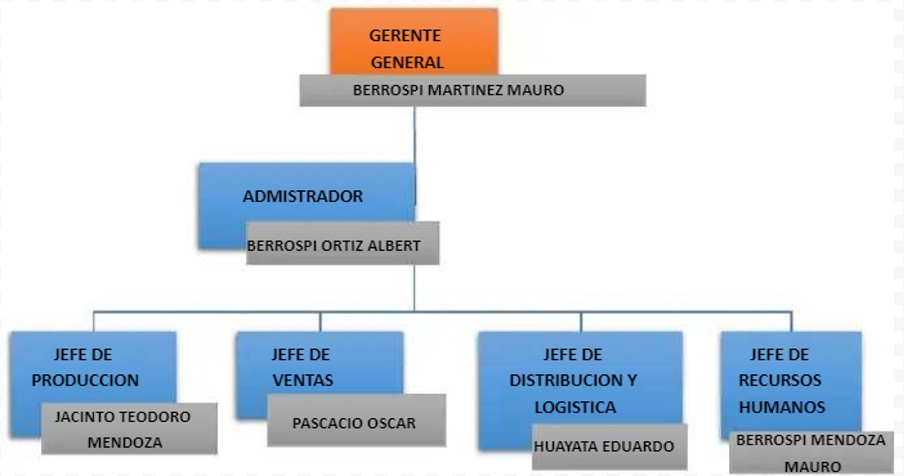 GERENTE
GENERAL
BERROSPI MARTINEZ MAURO
ADMISTRADOR
BERROSPI ORTIZ ALBERT
JEFE DE
PRODUCCION
JACINTO TEODORO
MENDOZA
JEFE DE
VENTAS
PASCACIO OSCAR
JEFE DE
DISTRIBUCION Y
LOGISTICA
HUAYATA EDUARDO
JEFE DE
RECURSOS
HUMANOS
BERROSPI MENDOZA
MAURO